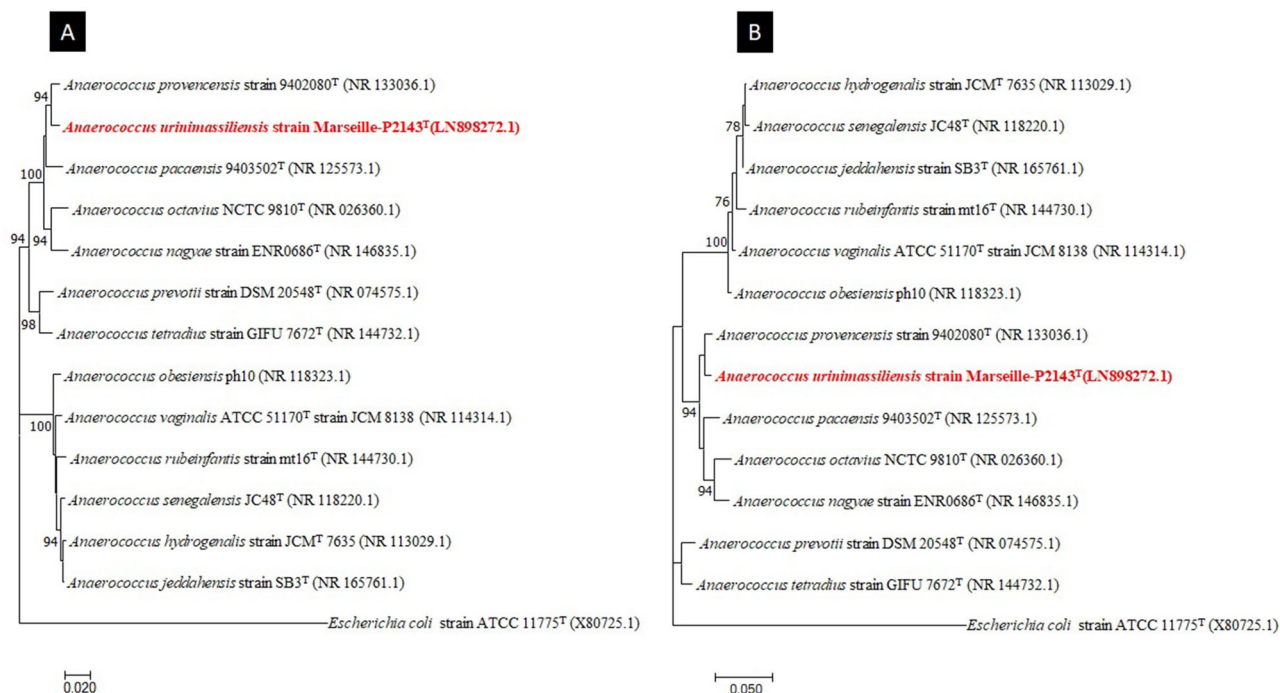 A
Anaerococcus provencensis strain 9402080ᵀ (NR 133036.1)
94
Anaerococcus urinimassiliensis strain Marseille-P2143ᵀ(LN898272.1)
Anaerococcus pacaensis 9403502ᵀ (NR 125573.1)
100
Anaerococcus octavius NCTC 9810ᵀ (NR 026360.1)
94
94
Anaerococcus nagyae strain ENR0686ᵀ (NR 146835.1)
Anaerococcus prevotii strain DSM 20548ᵀ (NR 074575.1)
98
Anaerococcus tetradius strain GIFU 7672ᵀ (NR 144732.1)
Anaerococcus obesiensis ph10 (NR 118323.1)
Anaerococcus vaginalis ATCC 51170ᵀ strain JCM 8138 (NR 114314.1)
100
Anaerococcus rubeinfantis strain mt16ᵀ (NR 144730.1)
Anaerococcus senegalensis JC48ᵀ (NR 118220.1)
94
Anaerococcus hydrogenalis strain JCMᵀ 7635 (NR 113029.1)
Anaerococcus jeddahensis strain SB3ᵀ (NR 165761.1)
Escherichia coli strain ATCC 11775ᵀ (X80725.1)
0.020
B
Anaerococcus hydrogenalis strain JCMᵀ 7635 (NR 113029.1)
78
Anaerococcus senegalensis JC48ᵀ (NR 118220.1)
Anaerococcus jeddahensis strain SB3ᵀ (NR 165761.1)
76
Anaerococcus rubeinfantis strain mt16ᵀ (NR 144730.1)
100
Anaerococcus vaginalis ATCC 51170ᵀ strain JCM 8138 (NR 114314.1)
Anaerococcus obesiensis ph10 (NR 118323.1)
Anaerococcus provencensis strain 9402080ᵀ (NR 133036.1)
Anaerococcus urinimassiliensis strain Marseille-P2143ᵀ(LN898272.1)
94
Anaerococcus pacaensis 9403502ᵀ (NR 125573.1)
Anaerococcus octavius NCTC 9810ᵀ (NR 026360.1)
94
Anaerococcus nagyae strain ENR0686ᵀ (NR 146835.1)
Anaerococcus prevotii strain DSM 20548ᵀ (NR 074575.1)
Anaerococcus tetradius strain GIFU 7672ᵀ (NR 144732.1)
Escherichia coli strain ATCC 11775ᵀ (X80725.1)
0.050